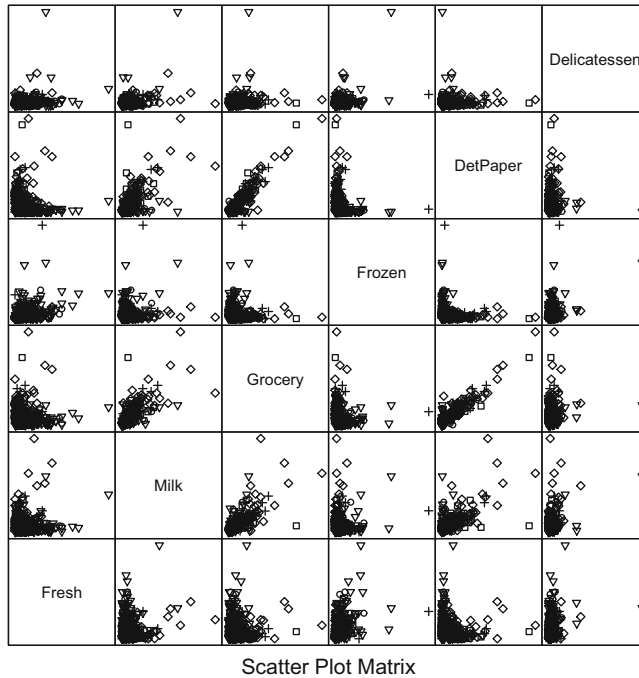 Delicatessen
DetPaper
Frozen
Grocery
Milk
Fresh
Scatter Plot Matrix